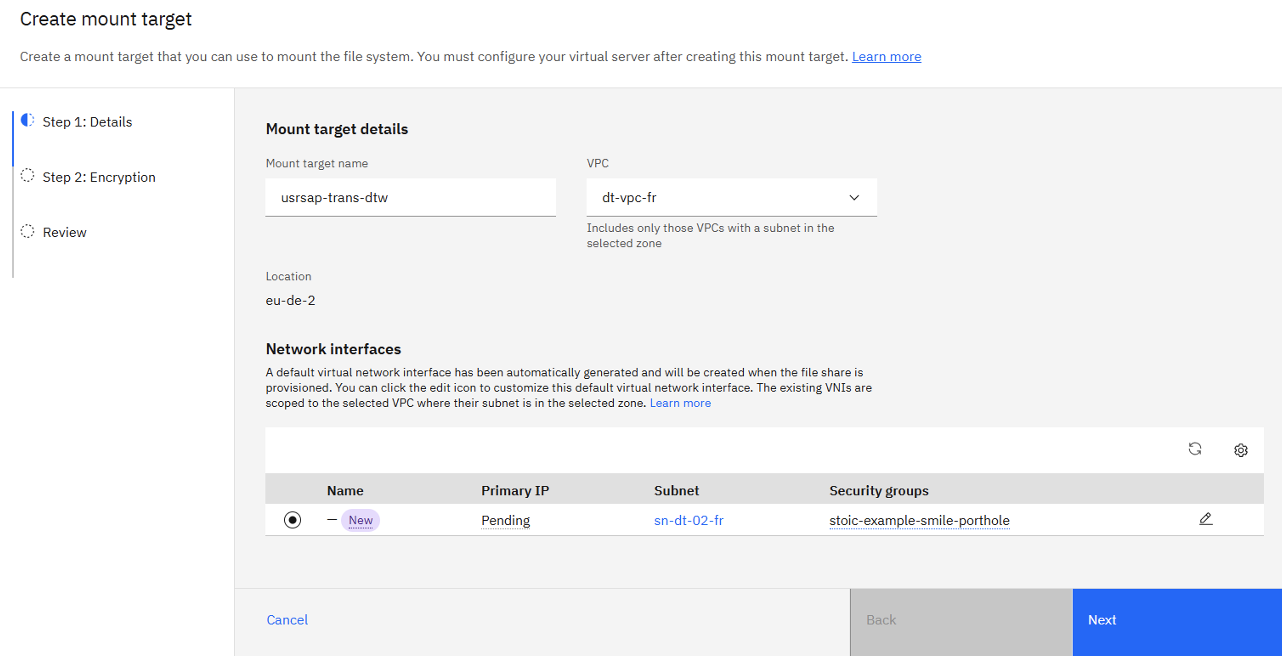 Create mount target
Create a mount target that you can use to mount the file system. You must configure your virtual server after creating this mount target. Learn more
Step 1: Details
Step 2: Encryption
Review
Mount target details
Mount target name
usrsap-trans-dtw
VPC
dt-vpc-fr
Includes only those VPCs with a subnet in the
selected zone
Location
eu-de-2
Network interfaces
A default virtual network interface has been automatically generated and will be created when the file share is
provisioned. You can click the edit icon to customize this default virtual network interface. The existing VNIs are
scoped to the selected VPC where their subnet is in the selected zone. Learn more
Name Primary IP Subnet Security groups
— New Pending sn-dt-02-fr stoic-example-smile-porthole
Cancel Back Next